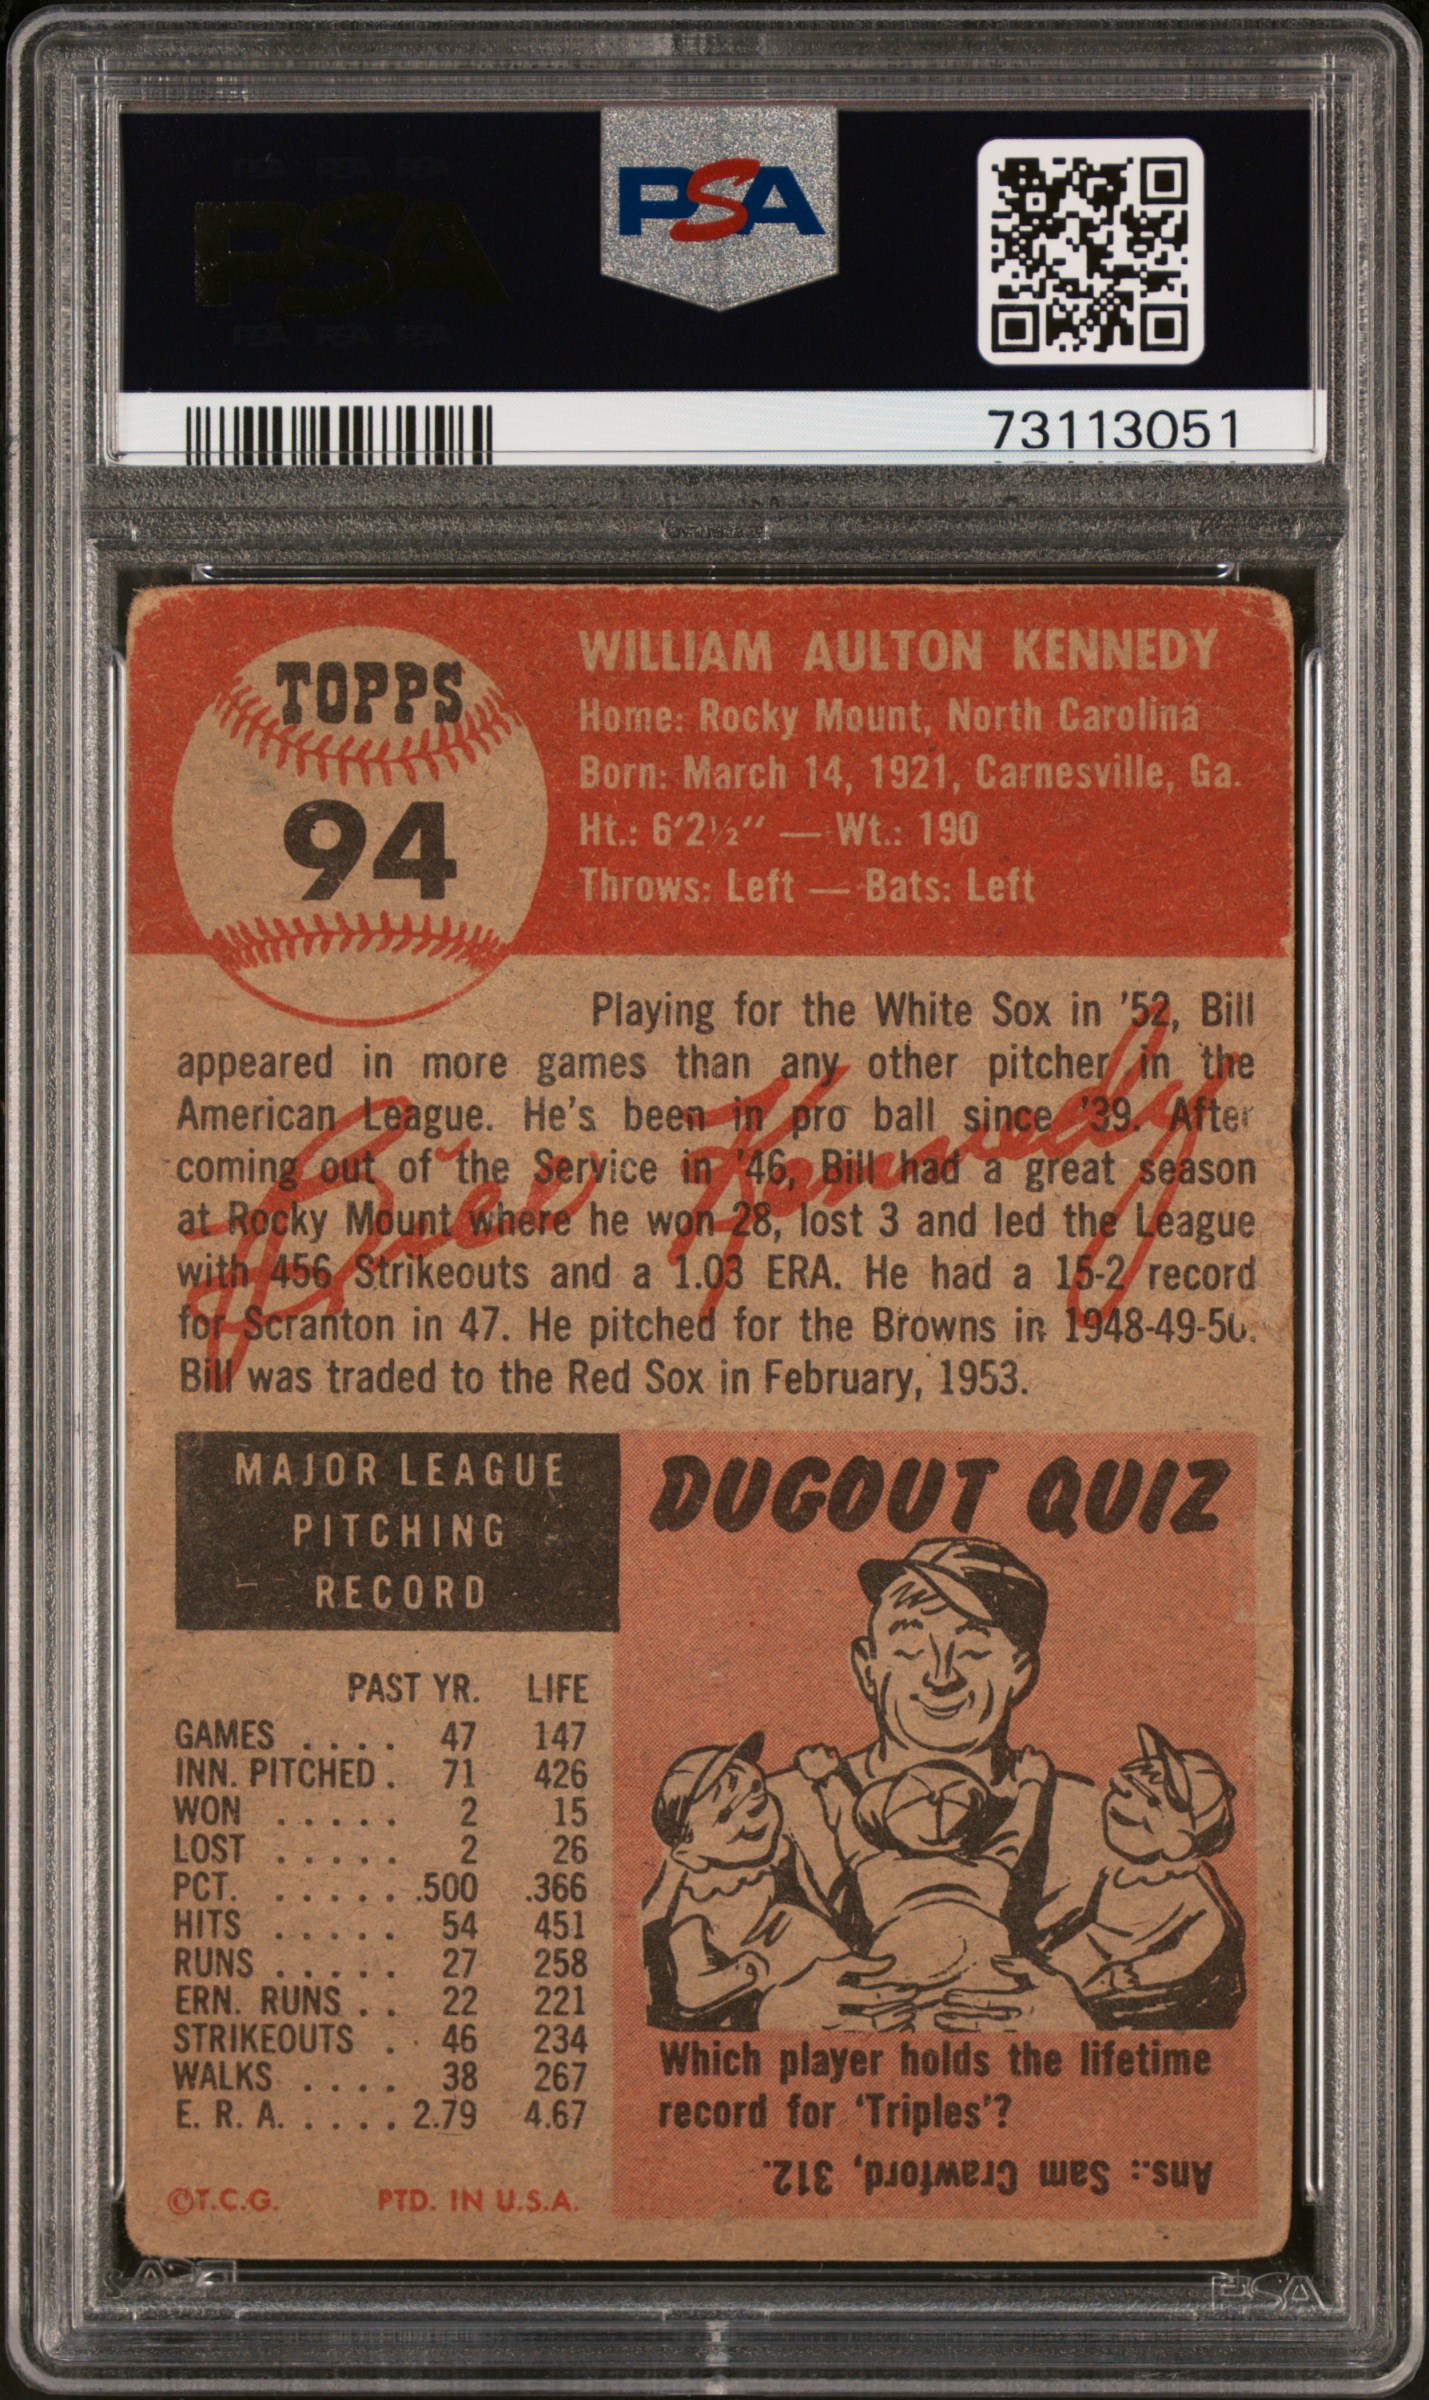 PSA
73113051
TOPPS
94
WILLIAM AULTON KENNEDY
Home: Rocky Mount, North Carolina
Born: March 14, 1921, Carnesville, Ga.
Ht.: 6'2½" — Wt.: 190
Throws: Left — Bats: Left
Playing for the White Sox in '52, Bill
appeared in more games than any other pitcher in the
American League. He's been in pro ball since '39. After
coming out of the Service in '46, Bill had a great season
at Rocky Mount where he won 28, lost 3 and led the League
with 456 Strikeouts and a 1.03 ERA. He had a 15-2 record
for Scranton in 47. He pitched for the Browns in 1948-49-50.
Bill was traded to the Red Sox in February, 1953.
Bill Kennedy
MAJOR LEAGUE
PITCHING
RECORD
PAST YR. LIFE
GAMES . . . . 47 147
INN. PITCHED . 71 426
WON . . . . . 2 15
LOST . . . . . 2 26
PCT. . . . . . .500 .366
HITS . . . . . 54 451
RUNS . . . . . 27 258
ERN. RUNS . . 22 221
STRIKEOUTS . 46 234
WALKS . . . . 38 267
E. R. A. . . . . 2.79 4.67
©T.C.G. PTD. IN U.S.A.
DUGOUT QUIZ
Which player holds the lifetime
record for 'Triples'?
Ans.: Sam Crawford, 312.
PSA